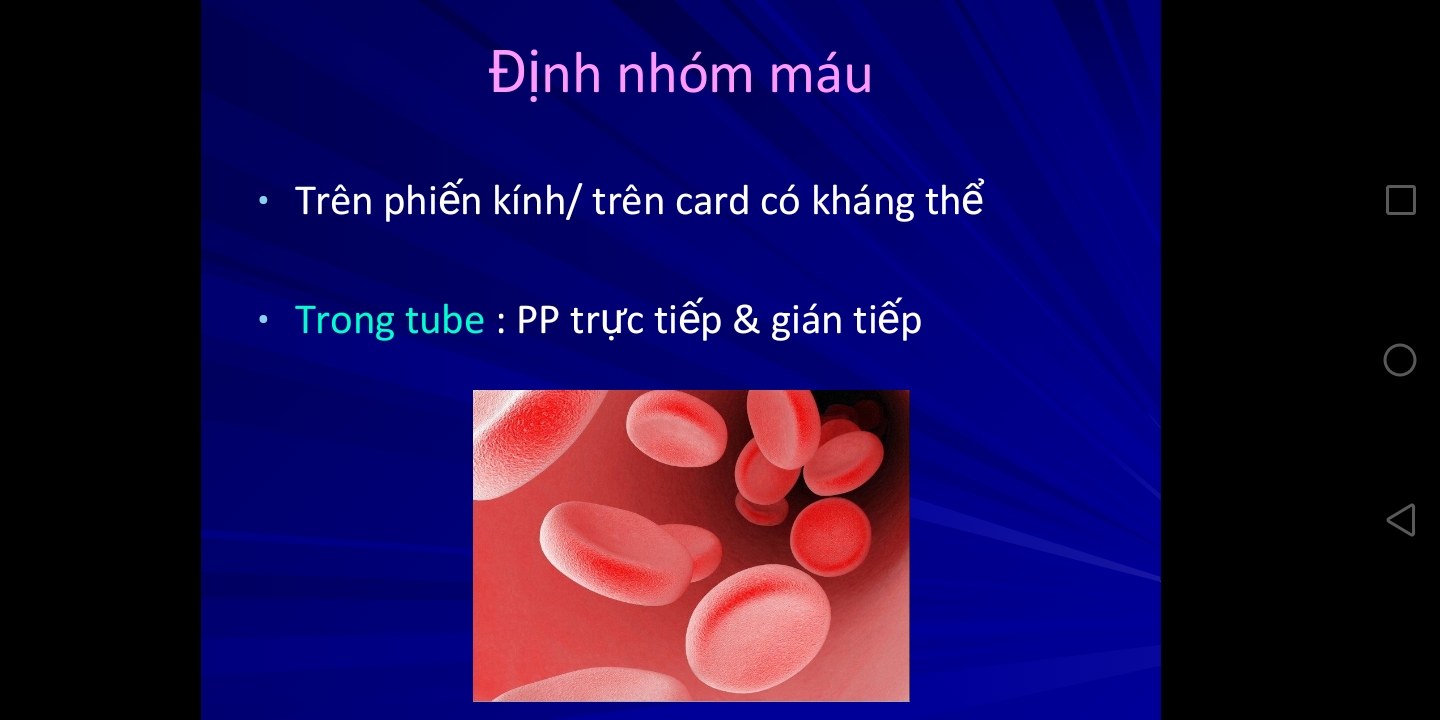 Định nhóm máu
• Trên phiến kính/ trên card có kháng thể
• Trong tube : PP trực tiếp & gián tiếp